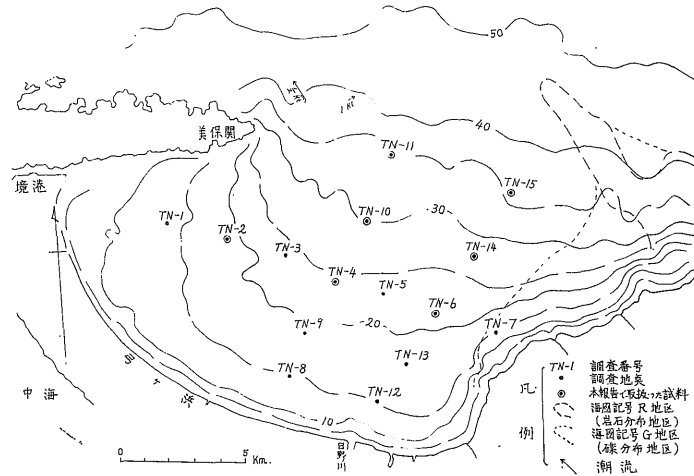 50
40
美保關
TN-11
境港
TN-15
TN-1
TN-10
30
TN-2
TN-3
TN-14
TN-4
TN-5
TN-6
20
TN-9
TN-7
TN-13
TN-8
弓ヶ浜
TN-12
10
中海
日野川
0 5 Km.
凡例
TN-1 調査番号
調査地点
本報告で取扱った試料
海図記号 R 地区
(岩石分布地区)
海図記号 G 地区
(礫分布地区)
潮流